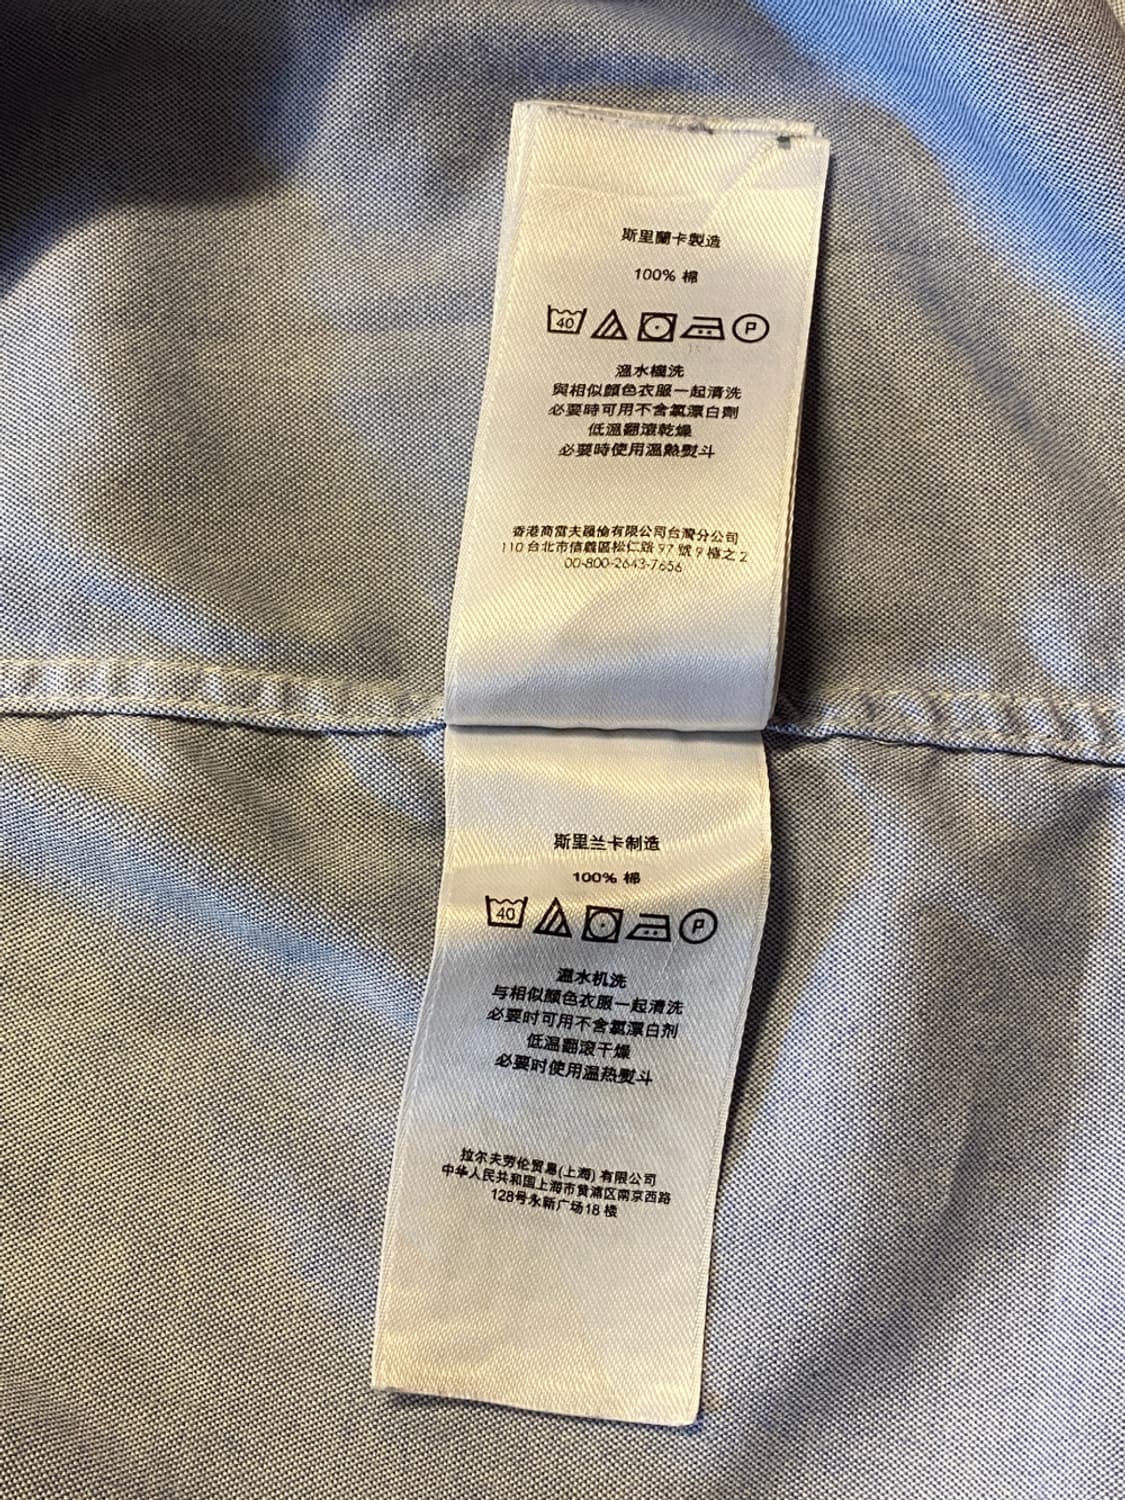 斯里蘭卡製造
100% 棉
40
P
溫水機洗
與相似顏色衣服一起清洗
必要時可用不含氯漂白劑
低溫翻滾乾燥
必要時使用溫熱熨斗
香港商雷夫羅倫有限公司台灣分公司
110 台北市信義區松仁路 97 號 9 樓之 2
00-800-2643-7656
斯里兰卡制造
100% 棉
40
P
温水机洗
与相似颜色衣服一起清洗
必要时可用不含氯漂白剂
低温翻滚干燥
必要时使用温热熨斗
拉尔夫劳伦贸易(上海) 有限公司
中华人民共和国上海市黄浦区南京西路
128号永新广场18 楼